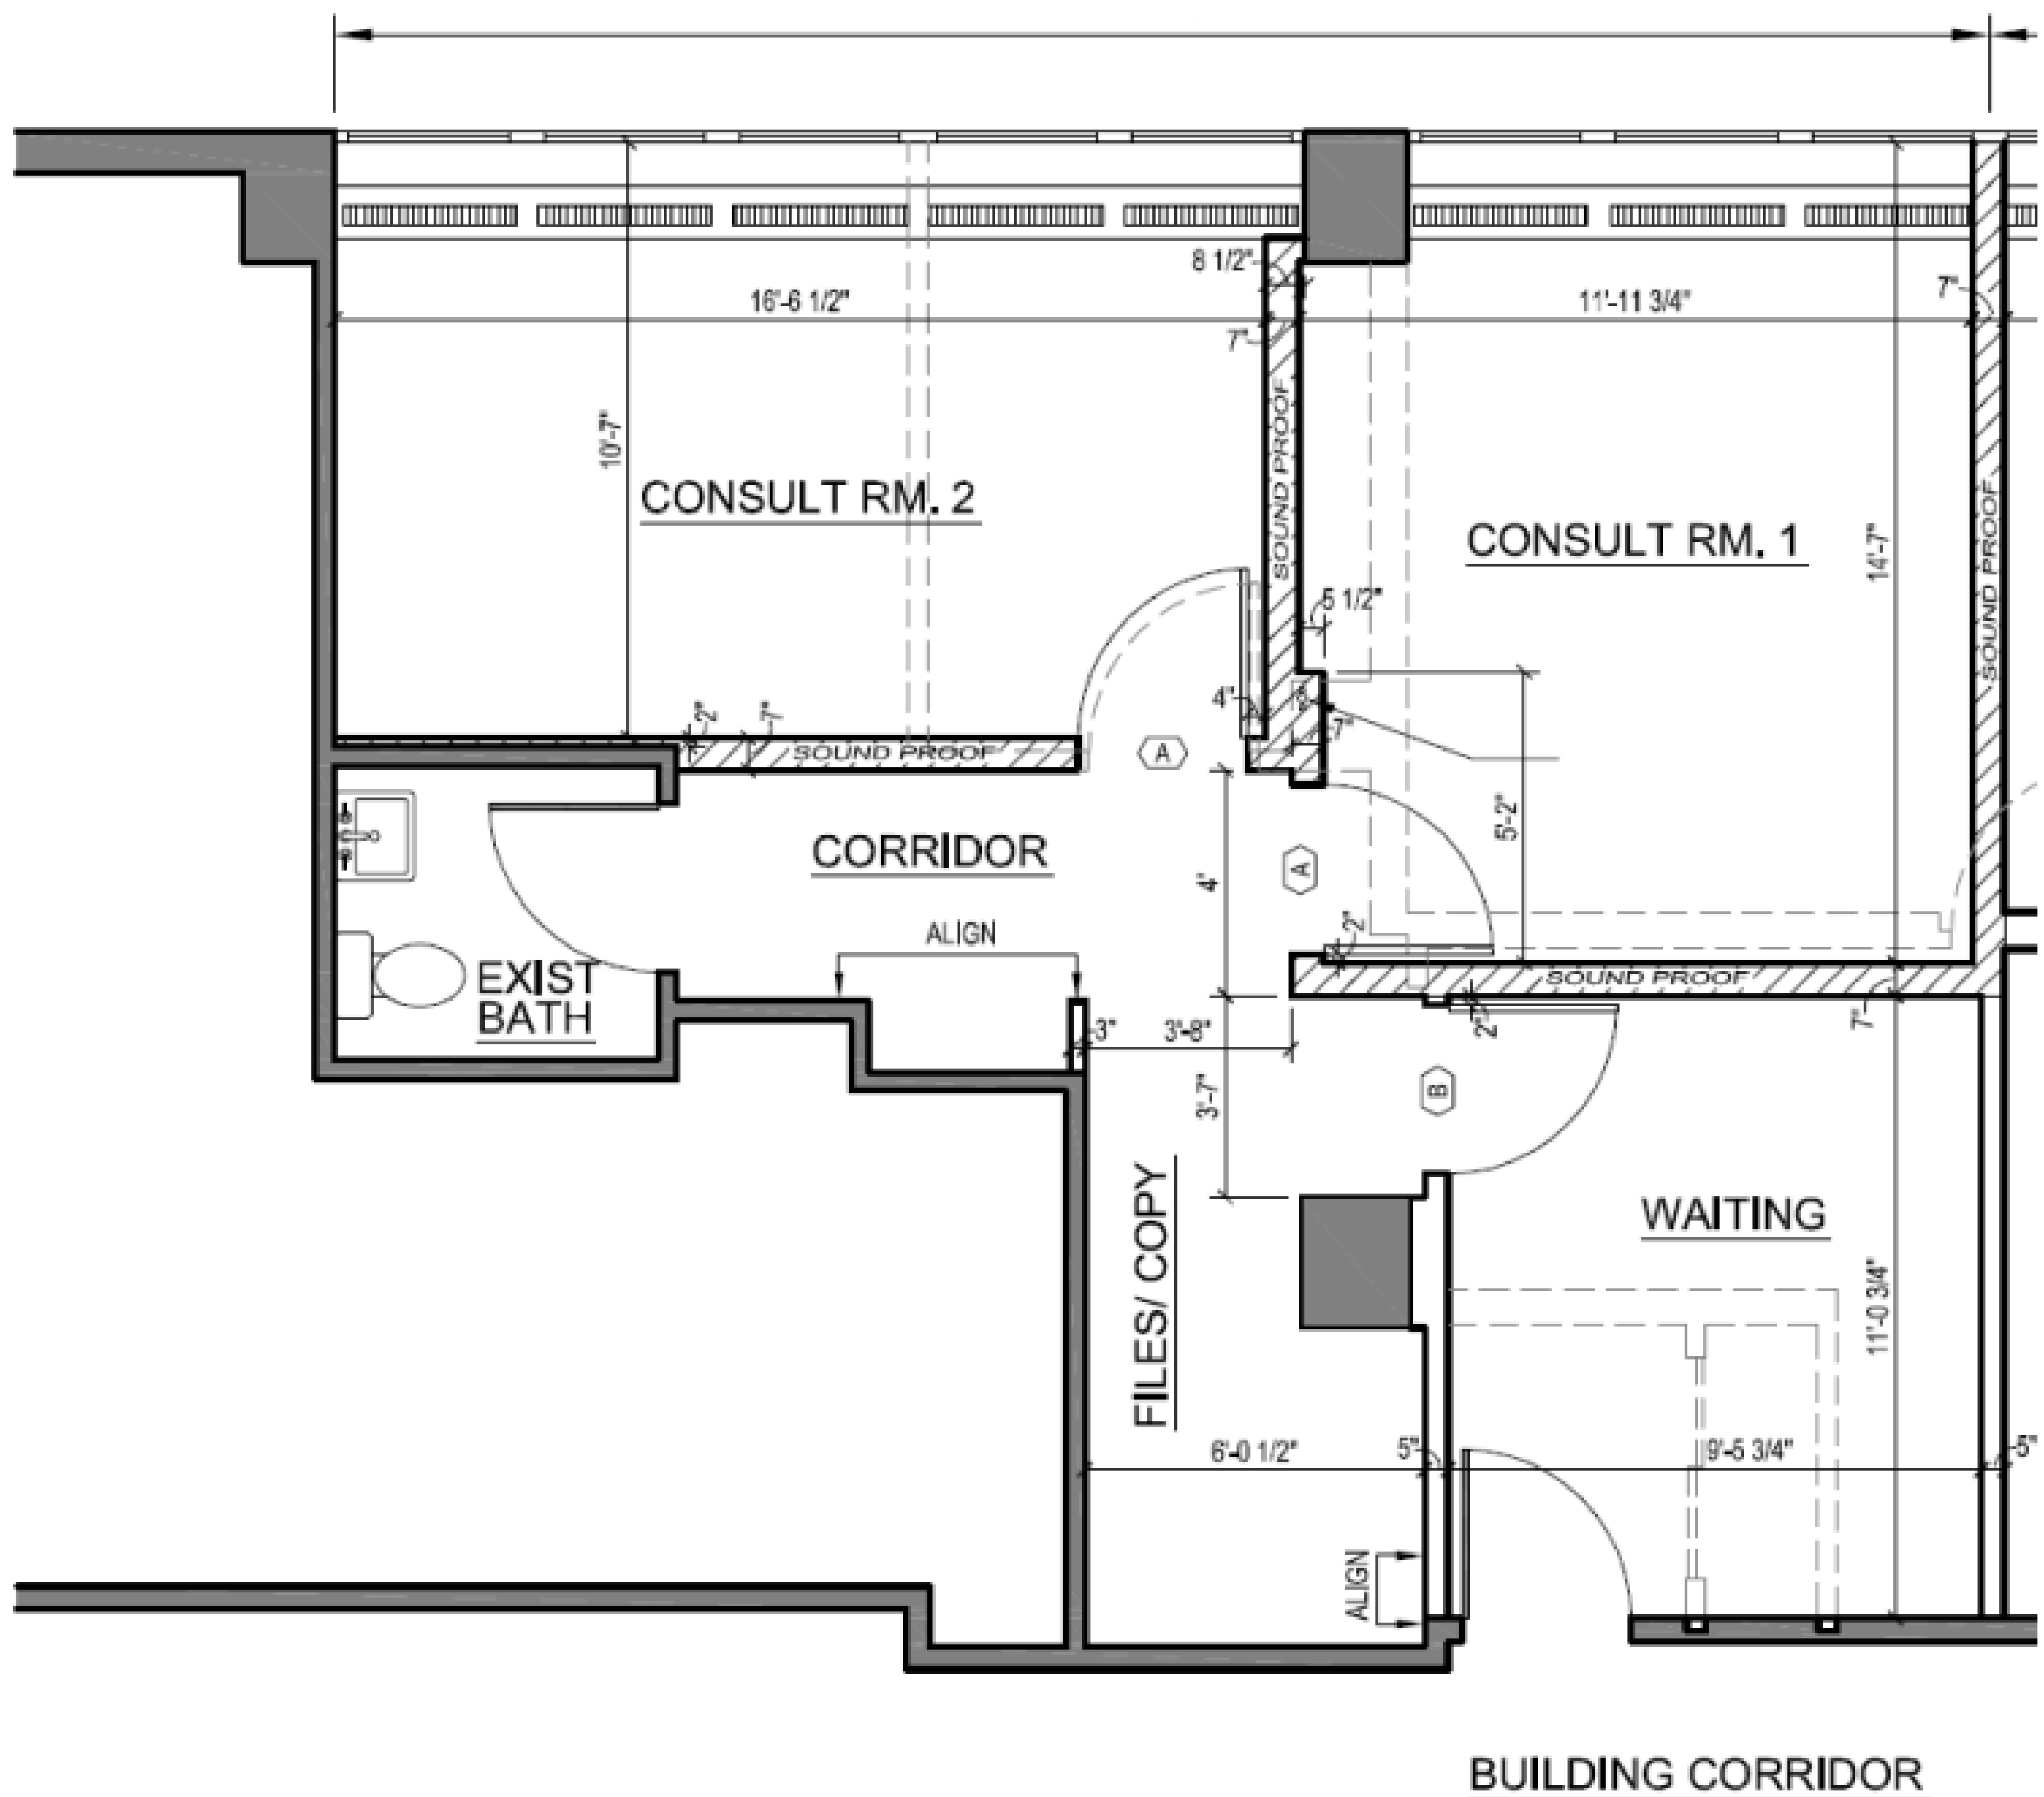 8 1/2"
16'-6 1/2"
11'-11 3/4"
7"
7"
10'-7"
SOUND PROOF
CONSULT RM. 2
CONSULT RM. 1
14'-7"
SOUND PROOF
5 1/2"
4"
2"
7"
7"
SOUND PROOF
A
CORRIDOR
4'
A
5'-2"
2"
ALIGN
EXIST
BATH
SOUND PROOF
3"
3'-8"
2"
7"
3'-7"
B
FILES/ COPY
WAITING
11'-0 3/4"
6'-0 1/2"
5"
9'-5 3/4"
5"
ALIGN
BUILDING CORRIDOR